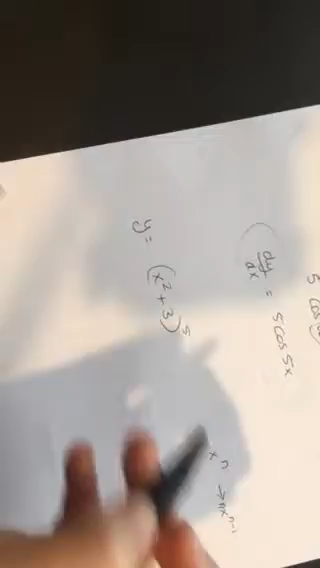 5 cos(
dy/dx = 5 cos 5x
y = (x² + 3)⁵
xⁿ → nxⁿ⁻¹